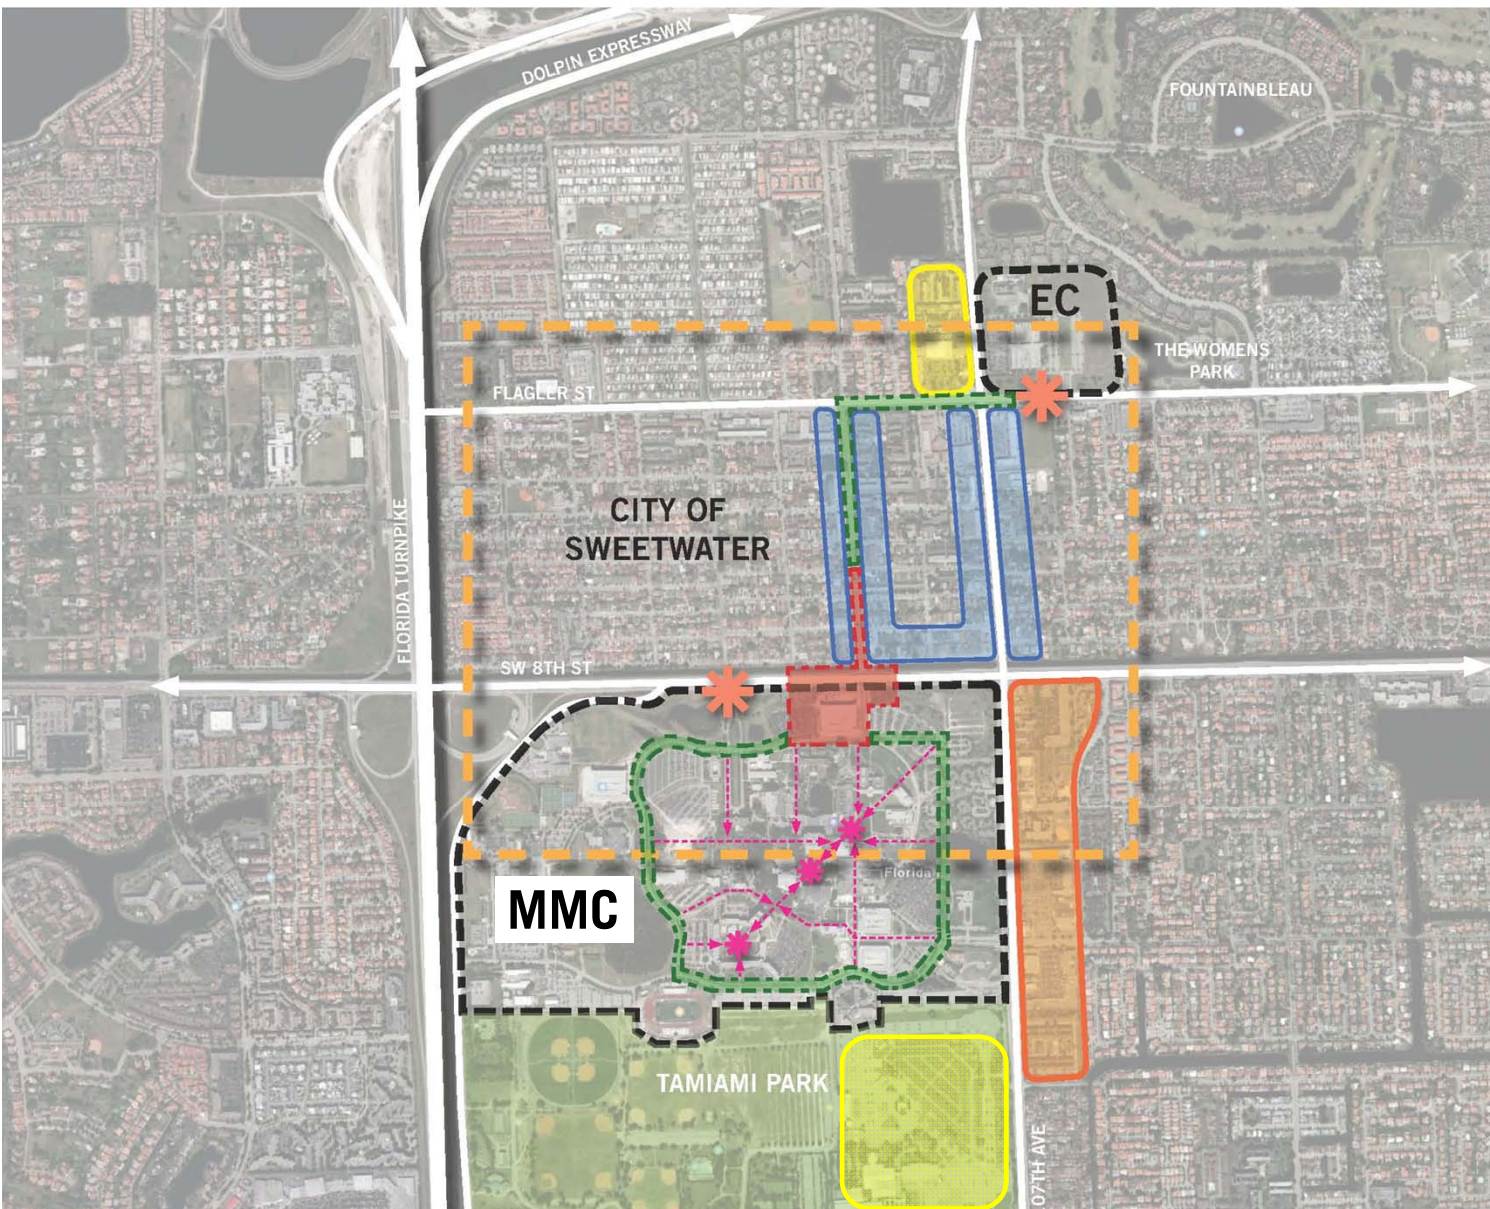 DOLPIN EXPRESSWAY
FOUNTAINBLEAU
EC
THE WOMENS
PARK
FLAGLER ST
CITY OF
SWEETWATER
FLORIDA TURNPIKE
SW 8TH ST
Florida
MMC
TAMIAMI PARK
07TH AVE